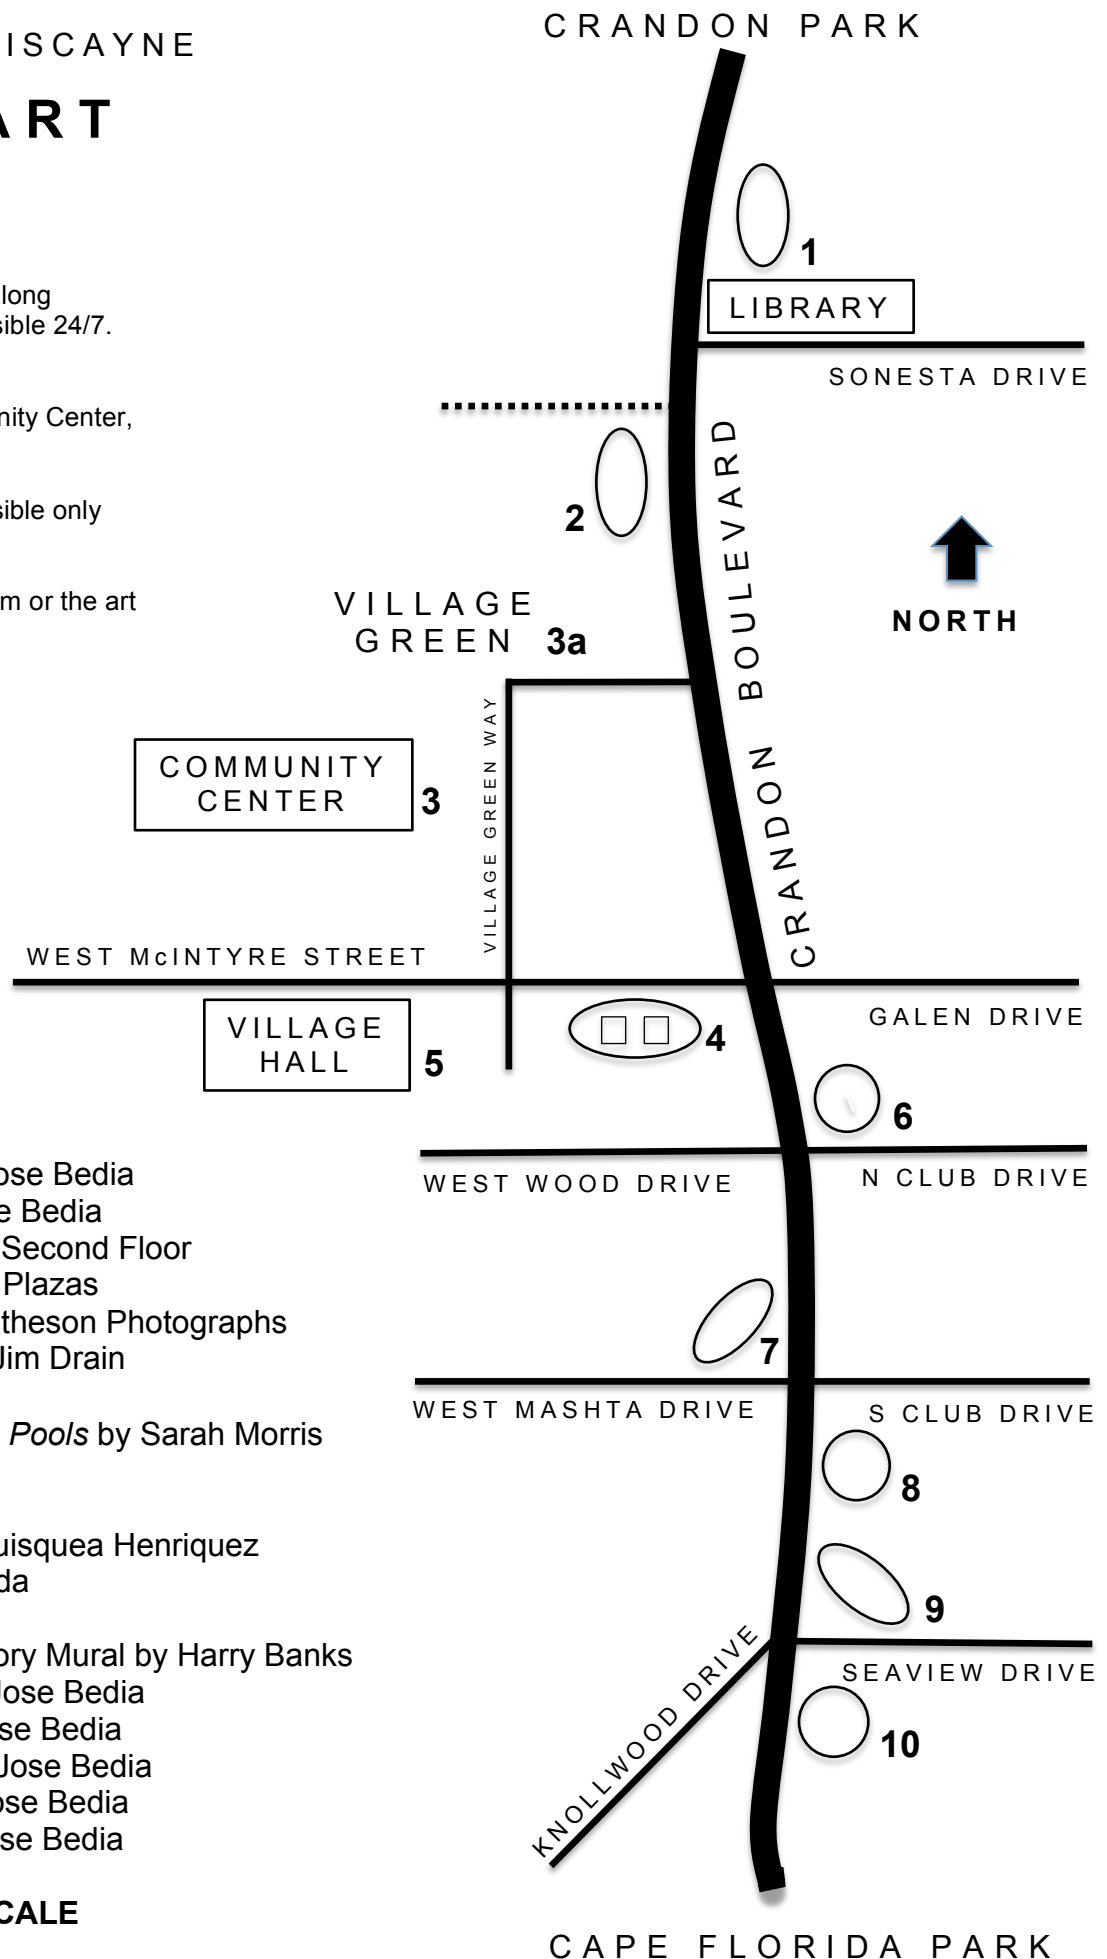 ISCAYNE
ART
long
sible 24/7.
nity Center,
sible only
m or the art
CRANDON PARK
1
LIBRARY
SONESTA DRIVE
2
CRANDON BOULEVARD
NORTH
VILLAGE
GREEN 3a
VILLAGE GREEN WAY
COMMUNITY
CENTER
3
WEST McINTYRE STREET
GALEN DRIVE
VILLAGE
HALL
5
4
6
WEST WOOD DRIVE
N CLUB DRIVE
7
WEST MASHTA DRIVE
S CLUB DRIVE
8
9
KNOLLWOOD DRIVE
SEAVIEW DRIVE
10
CAPE FLORIDA PARK
ose Bedia
e Bedia
Second Floor
Plazas
theson Photographs
Jim Drain
Pools by Sarah Morris
uisquea Henriquez
da
ory Mural by Harry Banks
Jose Bedia
se Bedia
Jose Bedia
ose Bedia
se Bedia
CALE